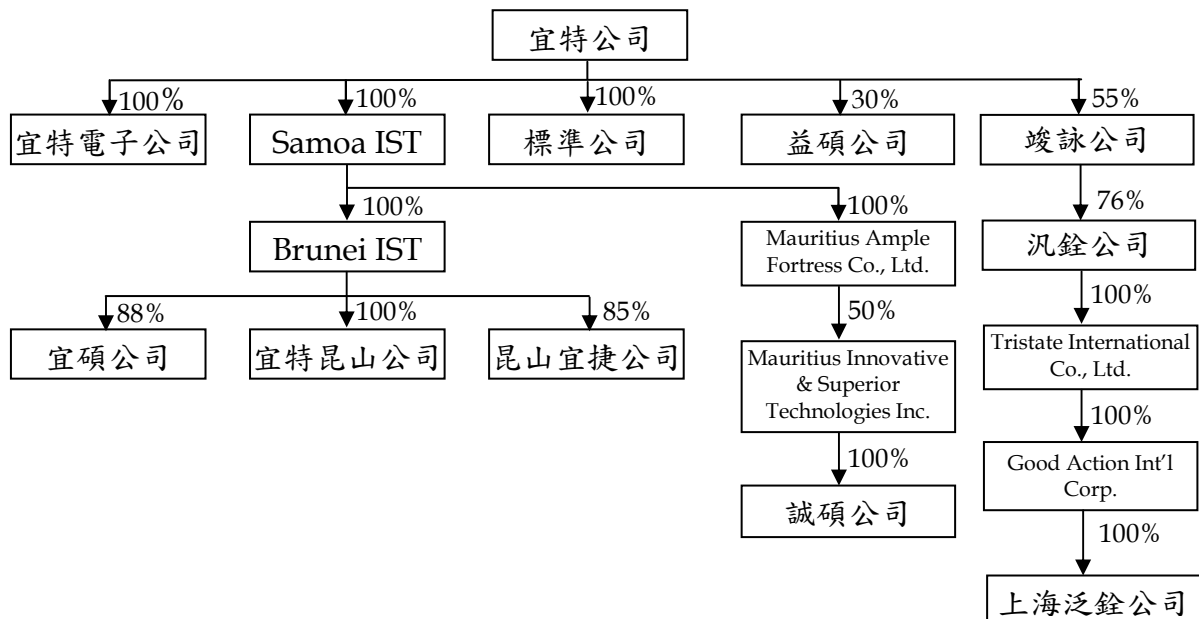 宜特公司
100%
100%
100%
30%
55%
宜特電子公司
Samoa IST
標準公司
益碩公司
竣詠公司
100%
100%
76%
Brunei IST
Mauritius Ample
Fortress Co., Ltd.
汎銓公司
88%
100%
85%
50%
100%
宜碩公司
宜特昆山公司
昆山宜捷公司
Mauritius Innovative
& Superior
Technologies Inc.
Tristate International
Co., Ltd.
100%
100%
誠碩公司
Good Action Int'l
Corp.
100%
上海泛銓公司